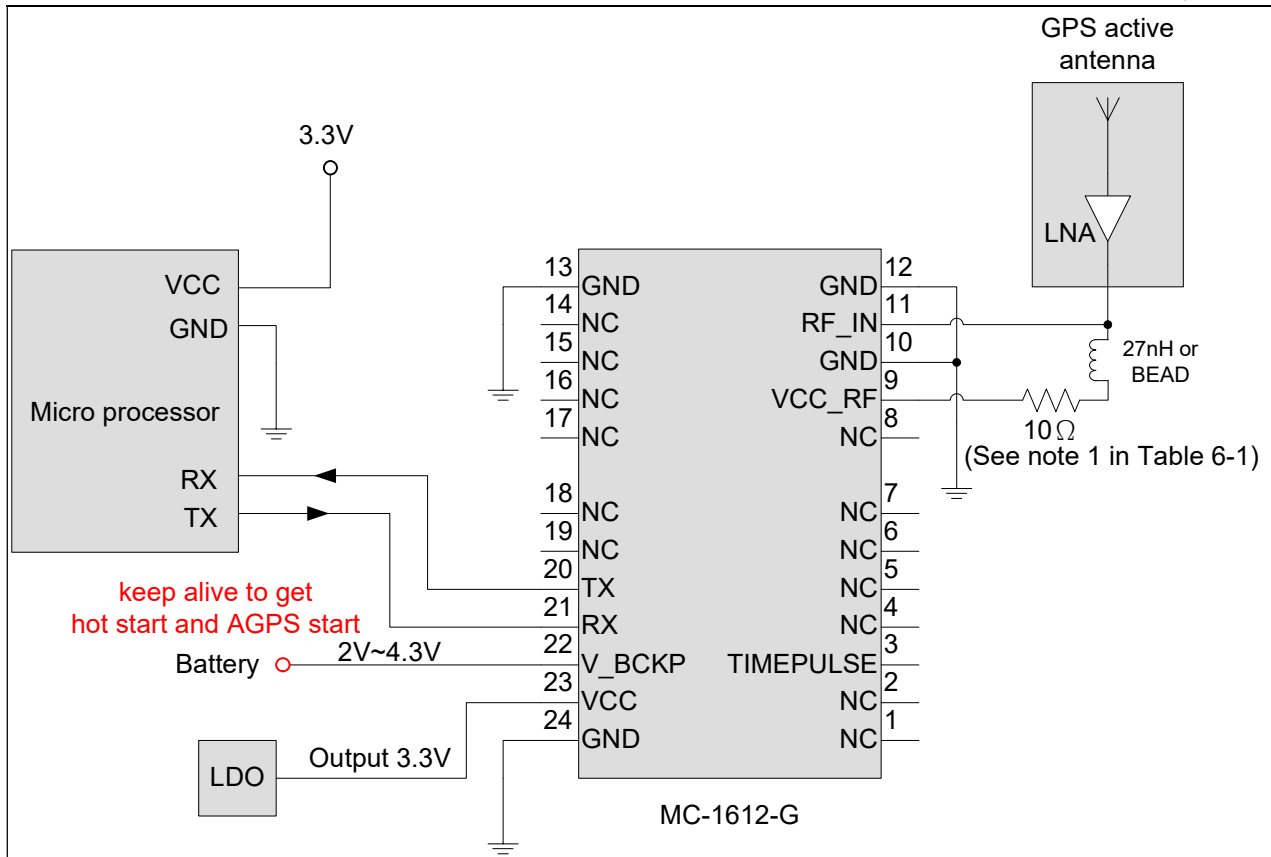 GPS active
antenna
LNA
3.3V
VCC
GND
Micro processor
RX
TX
keep alive to get
hot start and AGPS start
Battery
2V~4.3V
LDO
Output 3.3V
13 GND
14 NC
15 NC
16 NC
17 NC
18 NC
19 NC
20 TX
21 RX
22 V_BCKP
23 VCC
24 GND
GND 12
RF_IN 11
GND 10
VCC_RF 9
NC 8
NC 7
NC 6
NC 5
NC 4
TIMEPULSE 3
NC 2
NC 1
27nH or
BEAD
10Ω
(See note 1 in Table 6-1)
MC-1612-G